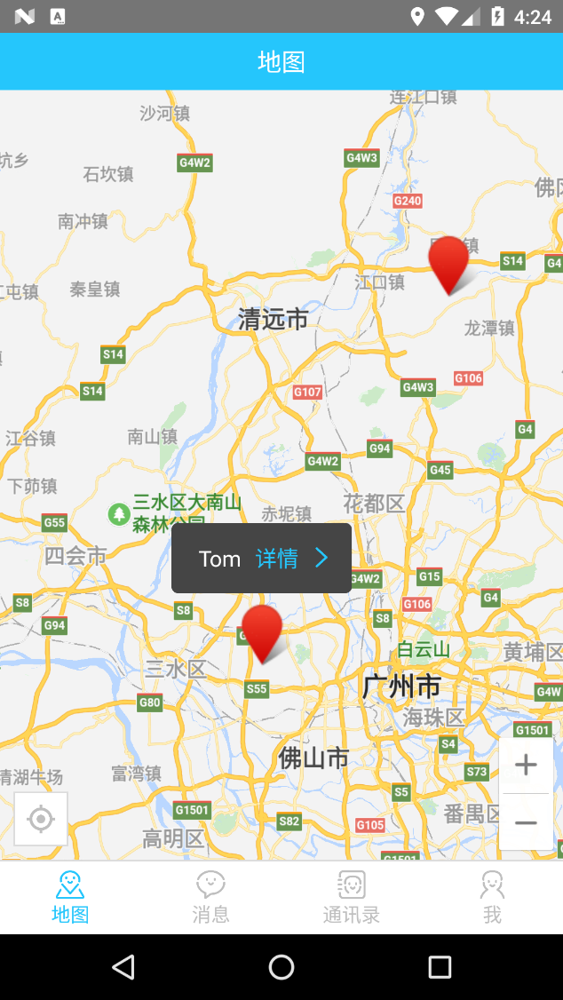 4:24
地图
连江口镇
沙河镇
G4W2
G4W3
坑乡
石坎镇
佛冈
G240
南冲镇
S14
G4
秦皇镇
江口镇
清远市
龙潭镇
S14
G106
S14
G107
G4W3
G4
江谷镇
南山镇
G94
G4W2
G45
下茆镇
三水区大南山
森林公园
赤坭镇
花都区
G55
四会市
Tom 详情
G4W2
G15
G4
S8
S8
G106
S8
G94
白云山
黄埔区
三水区
S55
广州市
G4W
G80
海珠区
G1501
S4
佛山市
清湖牛场
富湾镇
S73
S5
G1501
S82
G105
番禺区
高明区
G1501
地图
消息
通讯录
我